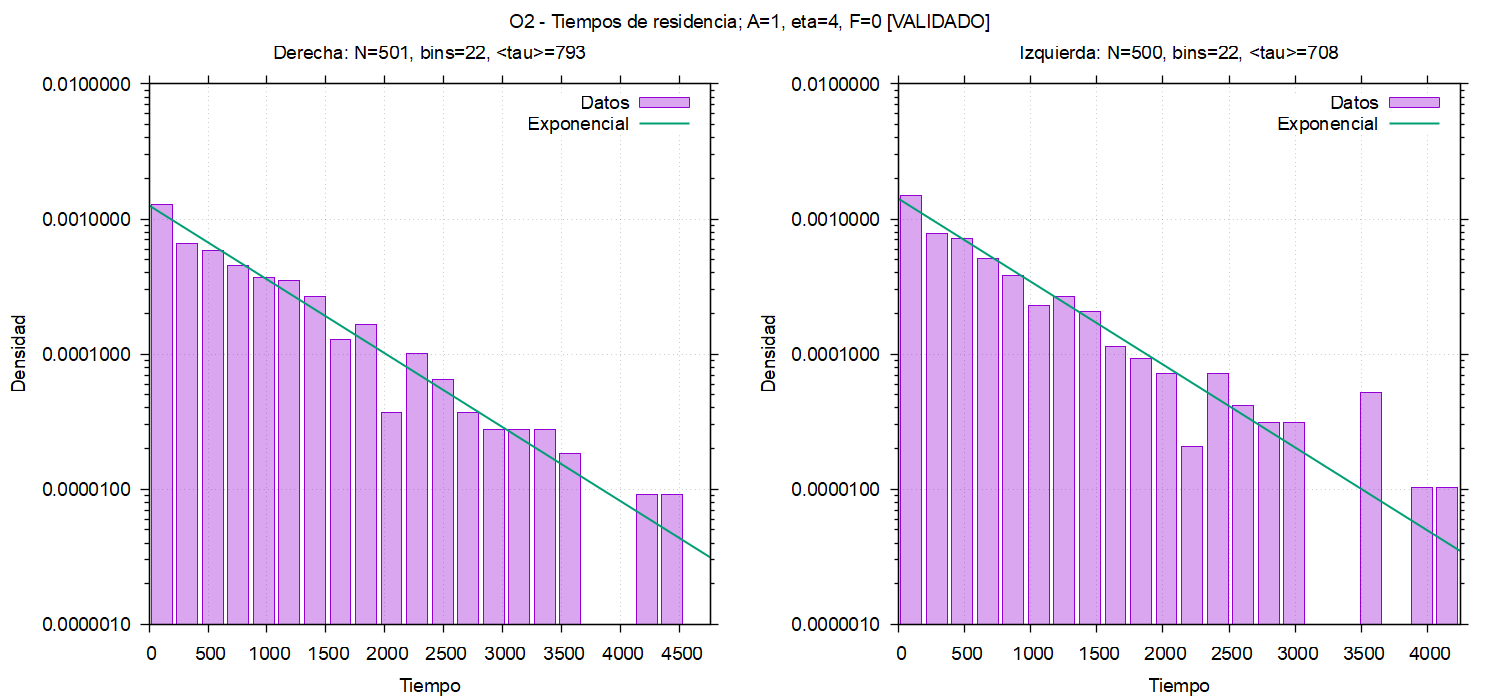 O2 - Tiempos de residencia; A=1, eta=4, F=0 [VALIDADO]
Derecha: N=501, bins=22, <tau>=793
0.0100000
0.0010000
0.0001000
0.0000100
0.0000010
Densidad
Datos
Exponencial
0 500 1000 1500 2000 2500 3000 3500 4000 4500
Tiempo
Izquierda: N=500, bins=22, <tau>=708
0.0100000
0.0010000
0.0001000
0.0000100
0.0000010
Densidad
Datos
Exponencial
0 500 1000 1500 2000 2500 3000 3500 4000
Tiempo